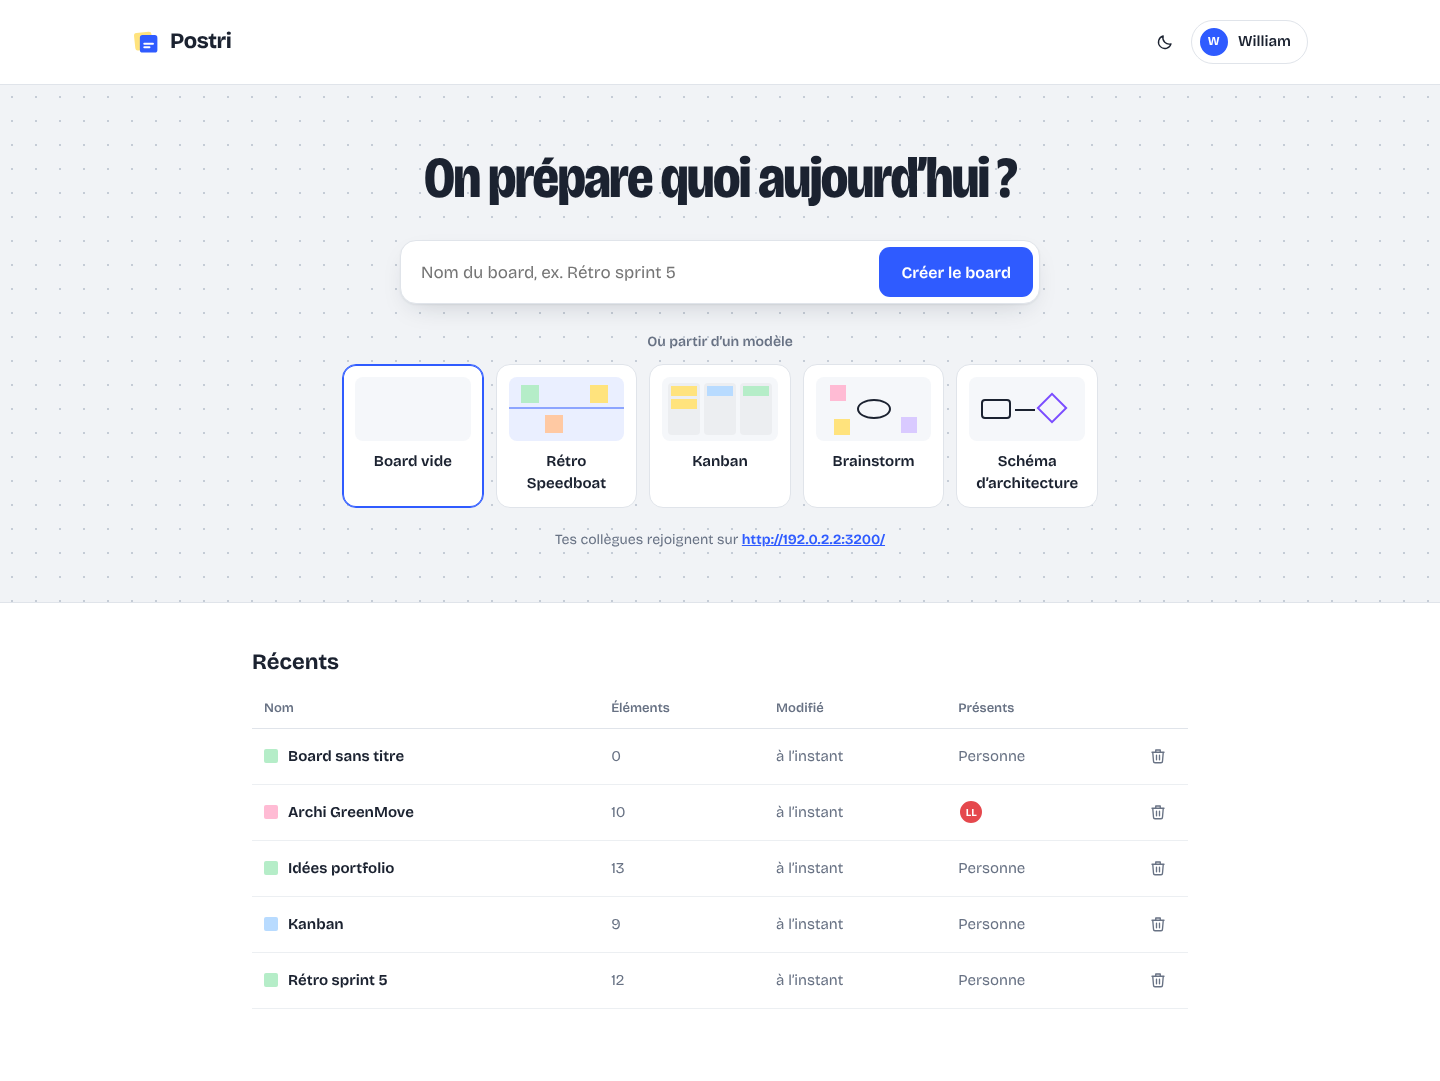 Postri
W William
On prépare quoi aujourd'hui ?
Nom du board, ex. Rétro sprint 5
Créer le board
Ou partir d'un modèle
Board vide
Rétro
Speedboat
Kanban
Brainstorm
Schéma
d'architecture
Tes collègues rejoignent sur http://192.0.2.2:3200/
Récents
Nom Éléments Modifié Présents
Board sans titre 0 à l'instant Personne
Archi GreenMove 10 à l'instant LL
Idées portfolio 13 à l'instant Personne
Kanban 9 à l'instant Personne
Rétro sprint 5 12 à l'instant Personne